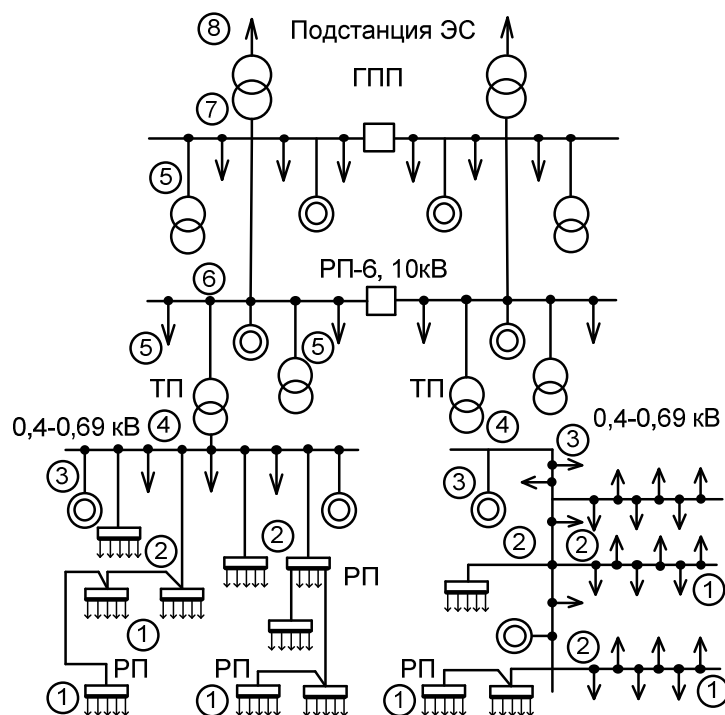 8 Подстанция ЭС
ГПП
7
5
РП-6, 10кВ
6
5 5
ТП ТП
0,4-0,69 кВ 4 4 0,4-0,69 кВ
3
3 3
2 2 2 2
РП 1
1
РП РП РП 2
1 1 1 1